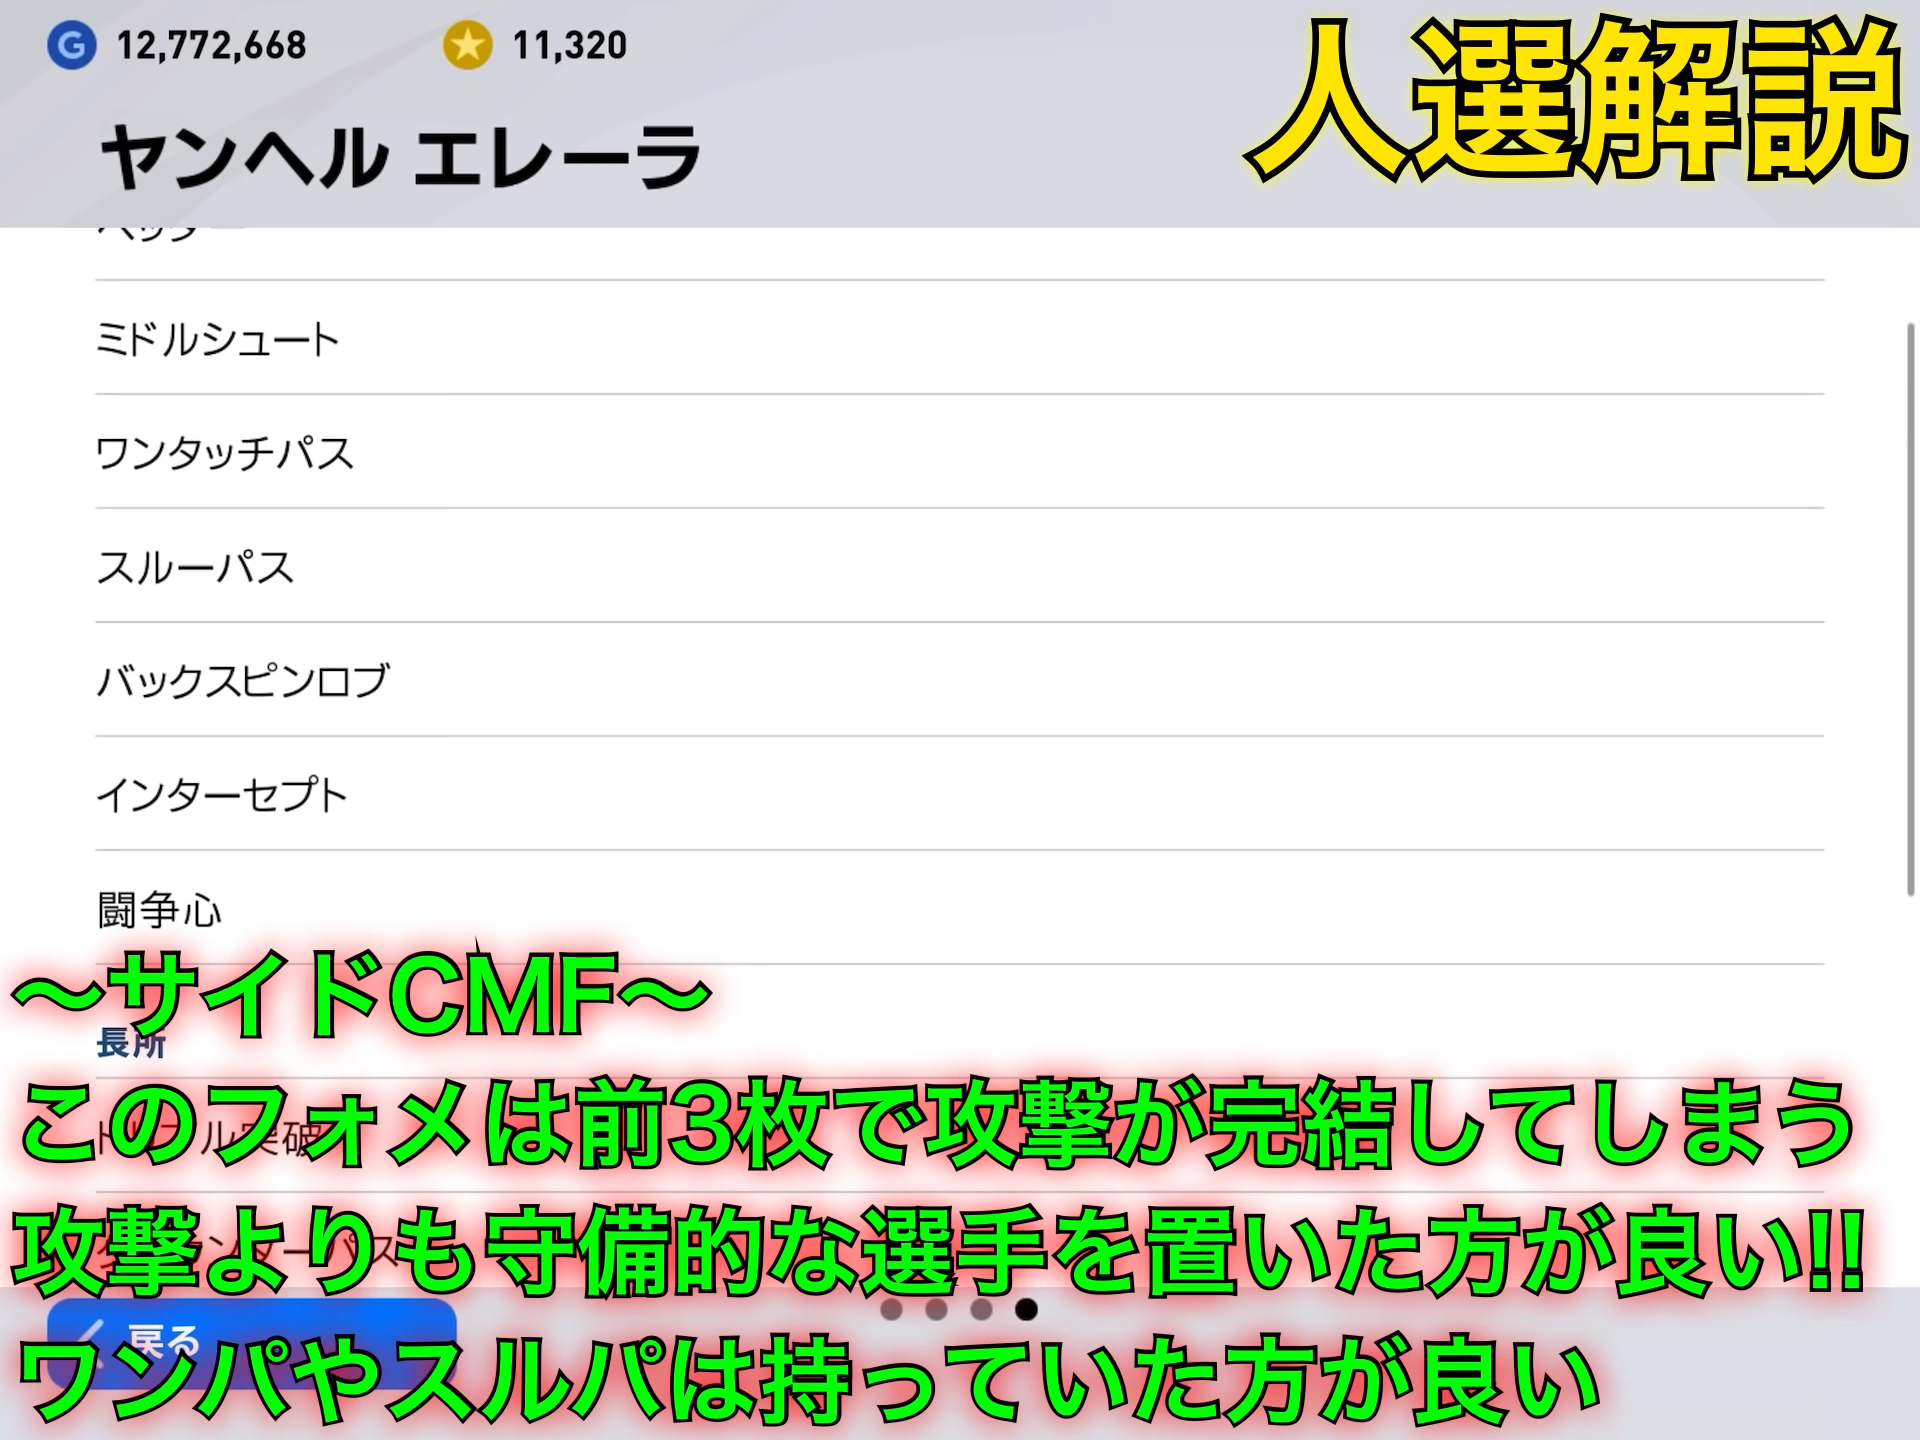 G 12,772,668 11,320
人選解説
ヤンヘル エレーラ
ミドルシュート
ワンタッチパス
スルーパス
バックスピンロブ
インターセプト
闘争心
〜サイドCMF〜
長所
このフォメは前3枚で攻撃が完結してしまう
攻撃よりも守備的な選手を置いた方が良い!!
戻る
ワンパやスルパは持っていた方が良い